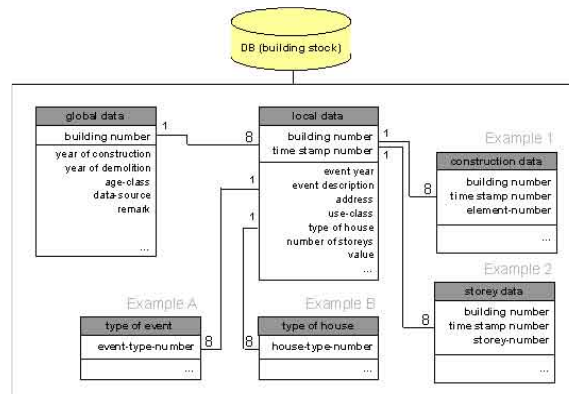 DB (building stock)
global data
building number
year of construction
year of demolition
age-class
data-source
remark
...
1
8
local data
building number
time stamp number
event year
event description
address
use-class
type of house
number of storeys
value
...
1
1
1
1
Example 1
construction data
building number
time stamp number
element-number
...
8
Example 2
storey data
building number
time stamp number
storey-number
...
8
Example A
type of event
event-type-number
...
8
Example B
type of house
house-type-number
...
8